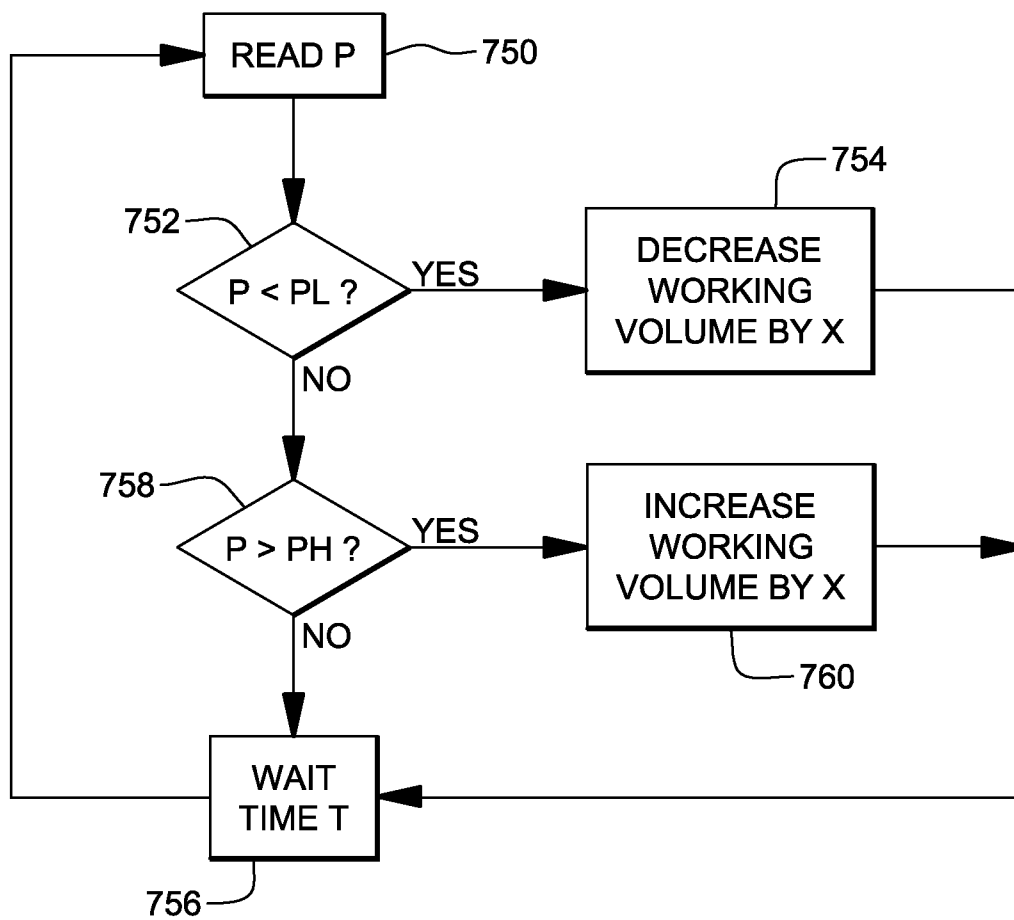 READ P
750
754
752
P < PL ?
YES
DECREASE
WORKING
VOLUME BY X
NO
758
P > PH ?
YES
INCREASE
WORKING
VOLUME BY X
NO
760
WAIT
TIME T
756